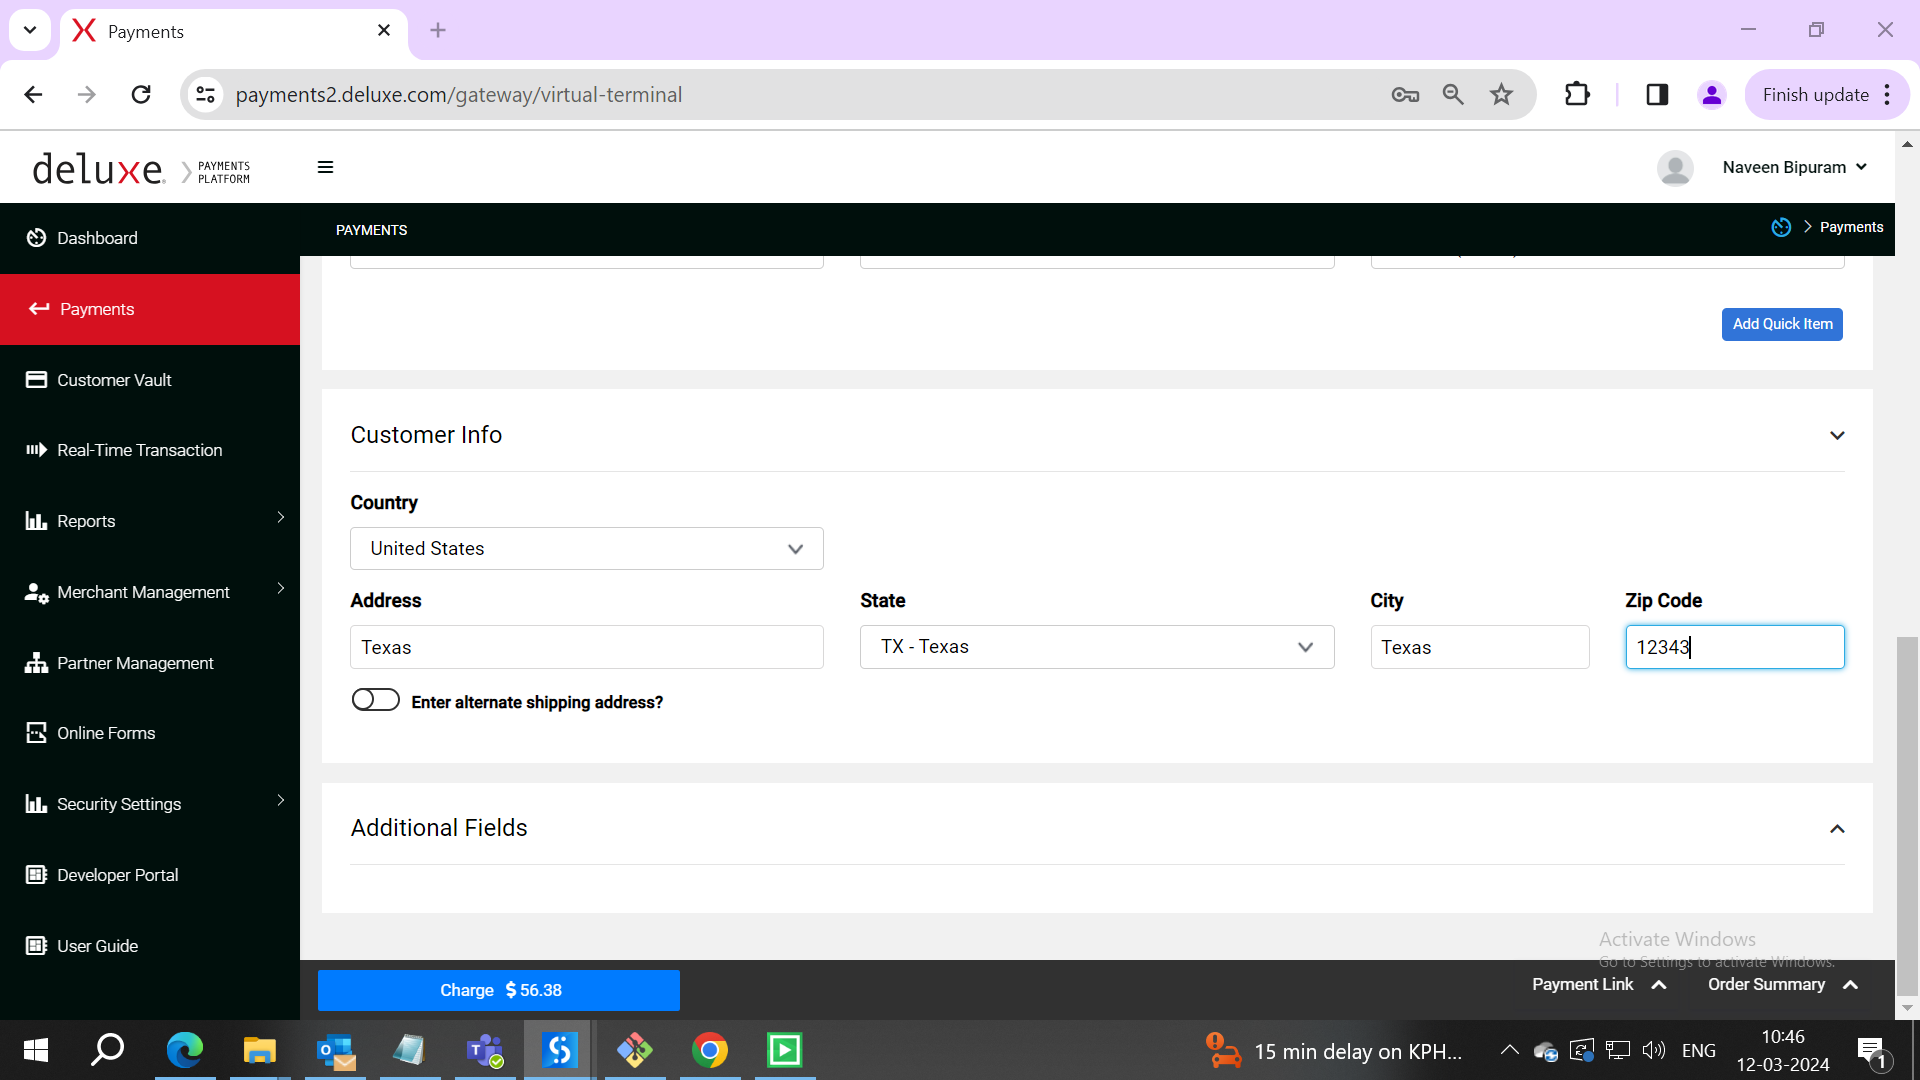 Payments
payments2.deluxe.com/gateway/virtual-terminal
Finish update
deluxe
PAYMENTS
PLATFORM
Naveen Bipuram
Dashboard
Payments
Customer Vault
Real-Time Transaction
Reports
Merchant Management
Partner Management
Online Forms
Security Settings
Developer Portal
User Guide
PAYMENTS
Payments
Add Quick Item
Customer Info
Country
United States
Address
State
City
Zip Code
Texas
TX - Texas
Texas
12343
Enter alternate shipping address?
Additional Fields
Activate Windows
Go to Settings to activate Windows.
Charge $ 56.38
Payment Link
Order Summary
15 min delay on KPH...
ENG
10:46
12-03-2024
1